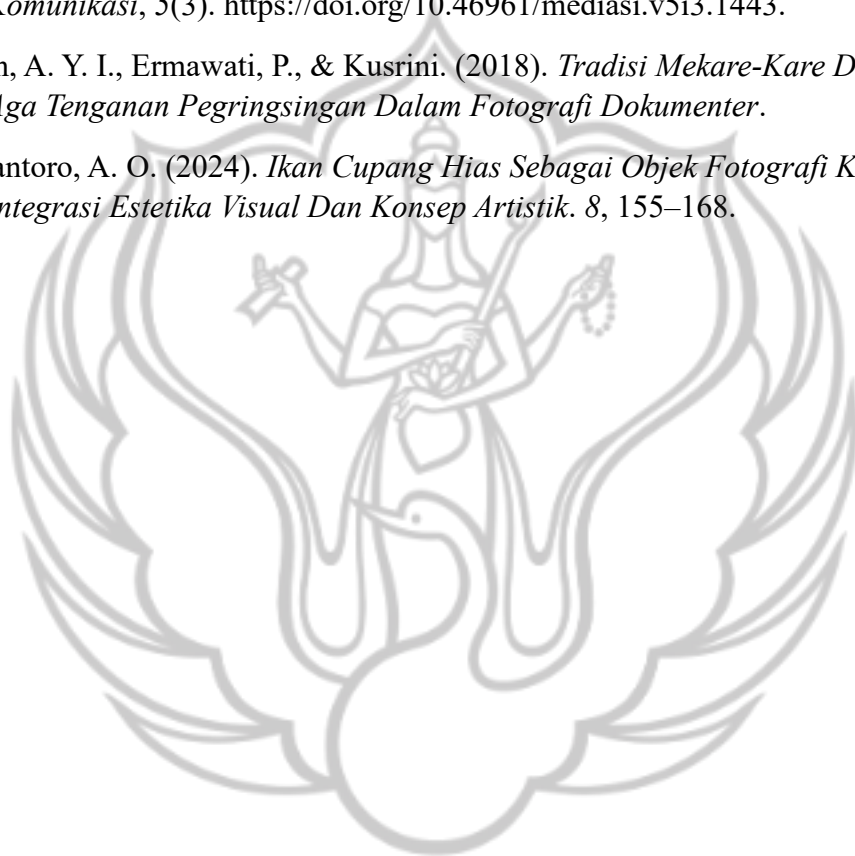 Komunikasi, 5(3). https://doi.org/10.46961/mediasi.v5i3.1443.
A. Y. I., Ermawati, P., & Kusrini. (2018). Tradisi Mekare-Kare D
Aga Tenganan Pegringsingan Dalam Fotografi Dokumenter.
A. O. (2024). Ikan Cupang Hias Sebagai Objek Fotografi K
ntegrasi Estetika Visual Dan Konsep Artistik. 8, 155–168.